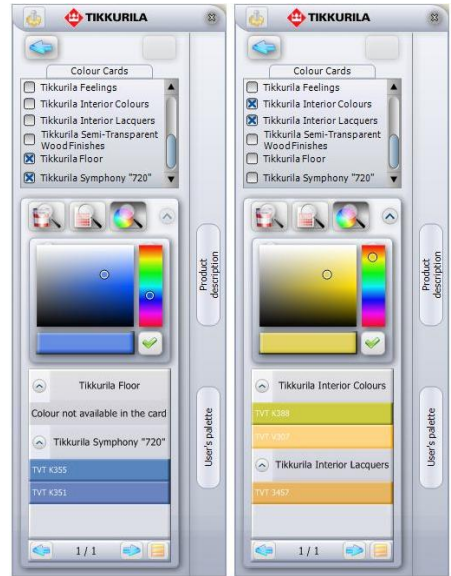 TIKKURILA
Colour Cards
Tikkurila Feelings
Tikkurila Interior Colours
Tikkurila Interior Lacquers
Tikkurila Semi-Transparent
Wood Finishes
Tikkurila Floor
Tikkurila Symphony "720"
Product
description
User's palette
Tikkurila Floor
Colour not available in the card
Tikkurila Symphony "720"
TVT K355
TVT K351
1/1
TIKKURILA
Colour Cards
Tikkurila Feelings
Tikkurila Interior Colours
Tikkurila Interior Lacquers
Tikkurila Semi-Transparent
Wood Finishes
Tikkurila Floor
Tikkurila Symphony "720"
Product
description
User's palette
Tikkurila Interior Colours
TVT K388
TVT
Tikkurila Interior Lacquers
TVT 3457
1/1